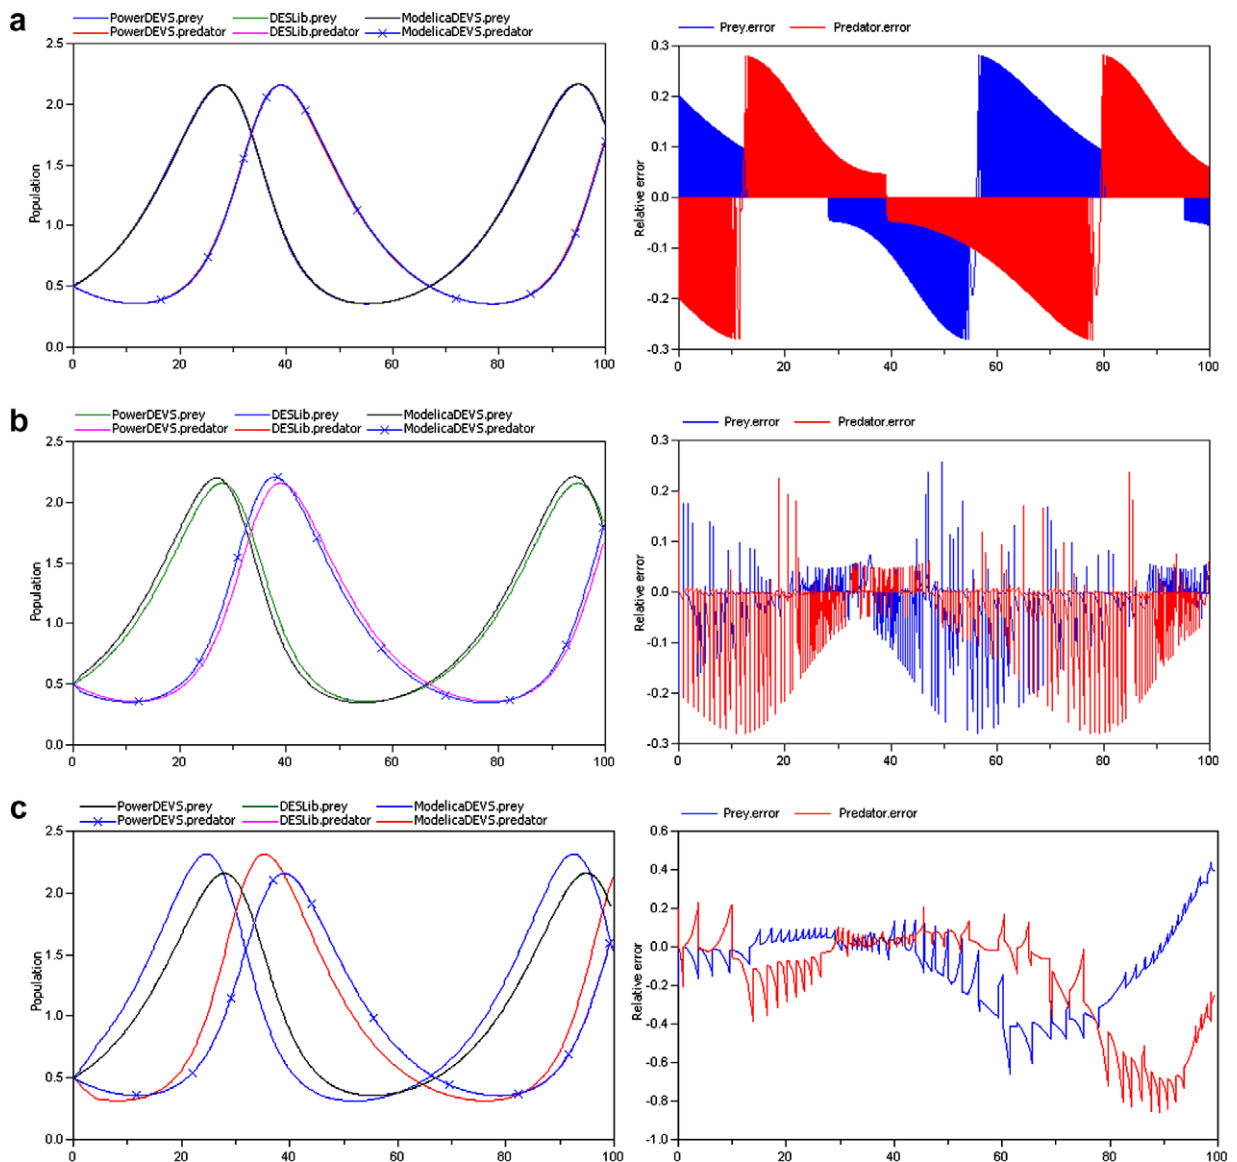 a
PowerDEVS.prey DESLib.prey ModelicaDEVS.prey
PowerDEVS.predator DESLib.predator ModelicaDEVS.predator
2.5
2.0
1.5
1.0
0.5
0.0
Population
0 20 40 60 80 100
Prey.error Predator.error
0.3
0.2
0.1
0.0
-0.1
-0.2
-0.3
Relative error
0 20 40 60 80 100
b
PowerDEVS.prey DESLib.prey ModelicaDEVS.prey
PowerDEVS.predator DESLib.predator ModelicaDEVS.predator
2.5
2.0
1.5
1.0
0.5
0.0
Population
0 20 40 60 80 100
Prey.error Predator.error
0.3
0.2
0.1
0.0
-0.1
-0.2
-0.3
Relative error
0 20 40 60 80 100
c
PowerDEVS.prey DESLib.prey ModelicaDEVS.prey
PowerDEVS.predator DESLib.predator ModelicaDEVS.predator
2.5
2.0
1.5
1.0
0.5
0.0
Population
0 20 40 60 80 100
Prey.error Predator.error
0.6
0.4
0.2
0.0
-0.2
-0.4
-0.6
-0.8
-1.0
Relative error
0 20 40 60 80 100